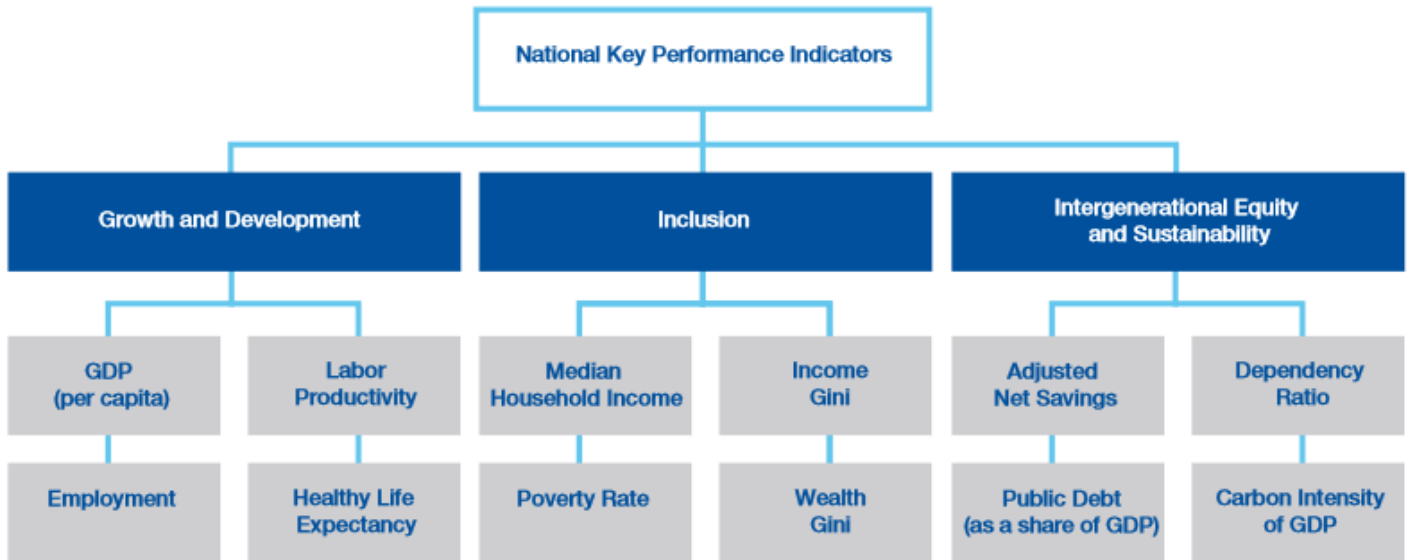 National Key Performance Indicators
Growth and Development
Inclusion
Intergenerational Equity
and Sustainability
GDP
(per capita)
Labor
Productivity
Median
Household Income
Income
Gini
Adjusted
Net Savings
Dependency
Ratio
Employment
Healthy Life
Expectancy
Poverty Rate
Wealth
Gini
Public Debt
(as a share of GDP)
Carbon Intensity
of GDP